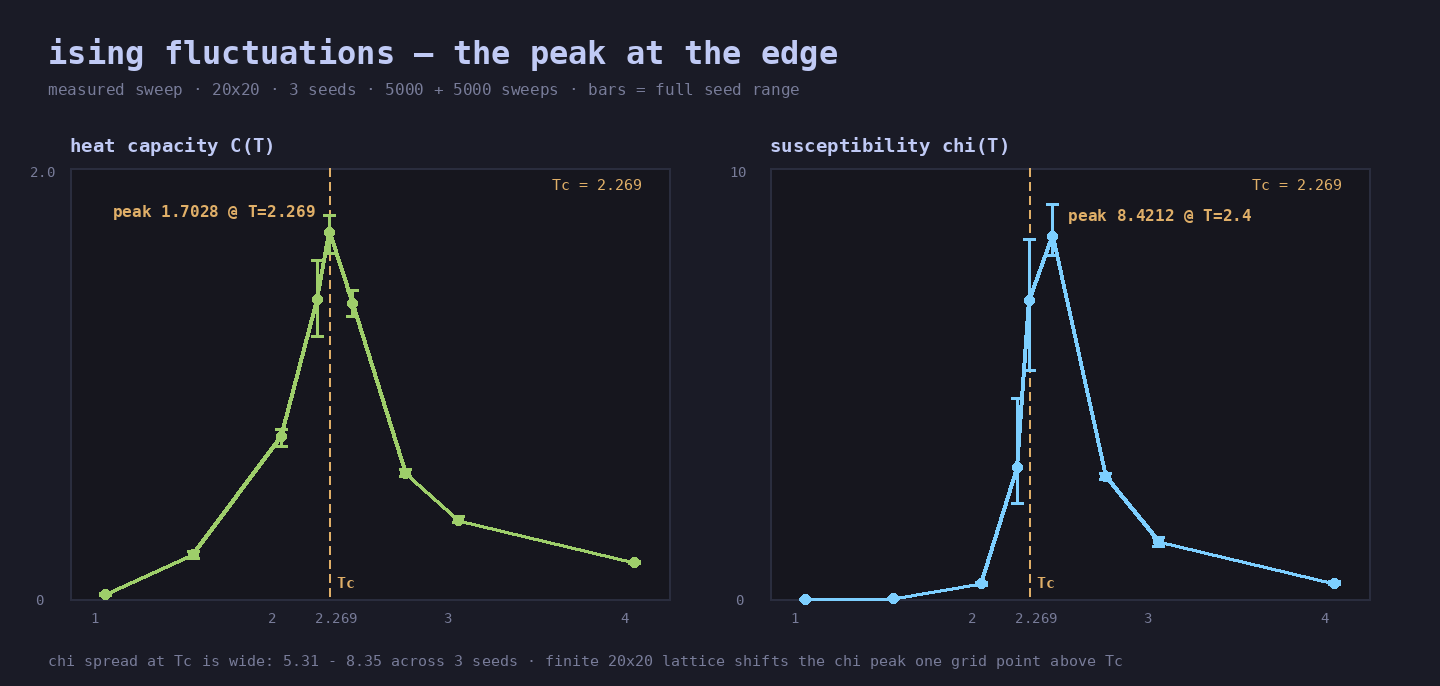 ising fluctuations — the peak at the edge
measured sweep · 20x20 · 3 seeds · 5000 + 5000 sweeps · bars = full seed range
heat capacity C(T)
2.0
Tc = 2.269
peak 1.7028 @ T=2.269
Tc
0
1 2 2.269 3 4
susceptibility chi(T)
10
Tc = 2.269
peak 8.4212 @ T=2.4
Tc
0
1 2 2.269 3 4
chi spread at Tc is wide: 5.31 - 8.35 across 3 seeds · finite 20x20 lattice shifts the chi peak one grid point above Tc